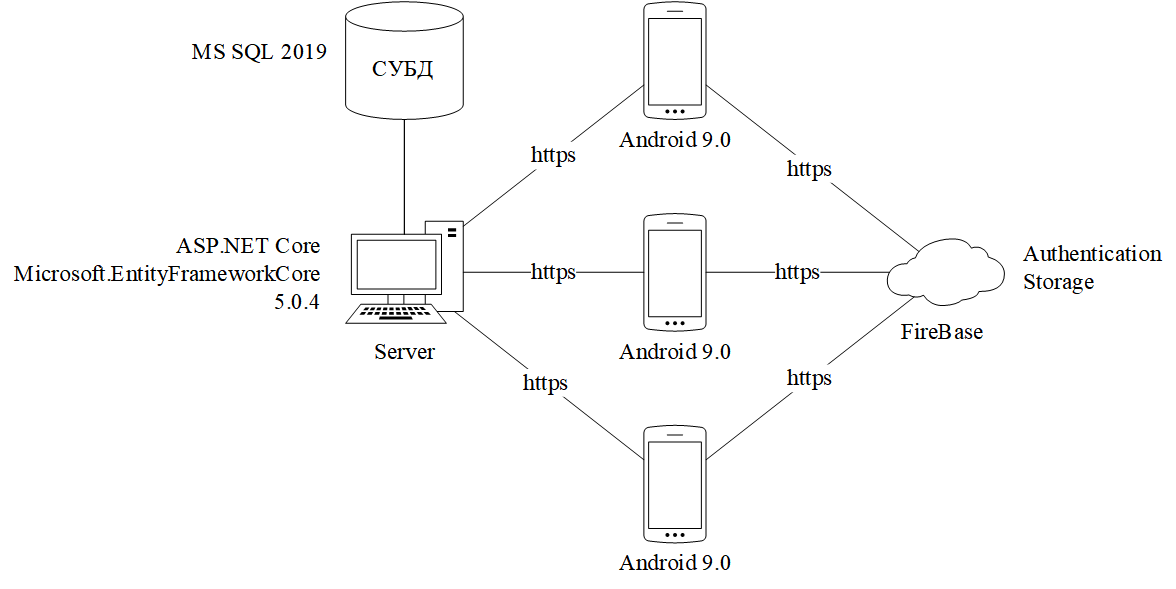 MS SQL 2019
СУБД
Android 9.0
https
https
ASP.NET Core
Microsoft.EntityFrameworkCore
5.0.4
Server
https
https
Android 9.0
Authentication
Storage
FireBase
https
https
Android 9.0